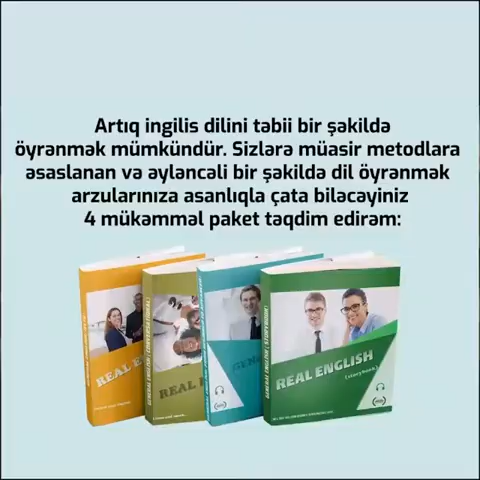 Artıq ingilis dilini təbii bir şəkildə
öyrənmək mümkündür. Sizlərə müasir metodlara
əsaslanan və əyləncəli bir şəkildə dil öyrənmək
arzularınıza asanlıqla çata biləcəyiniz
4 mükəmməl paket təqdim edirəm:
REAL E
REAL
REAL ENGLISH
(storybook)